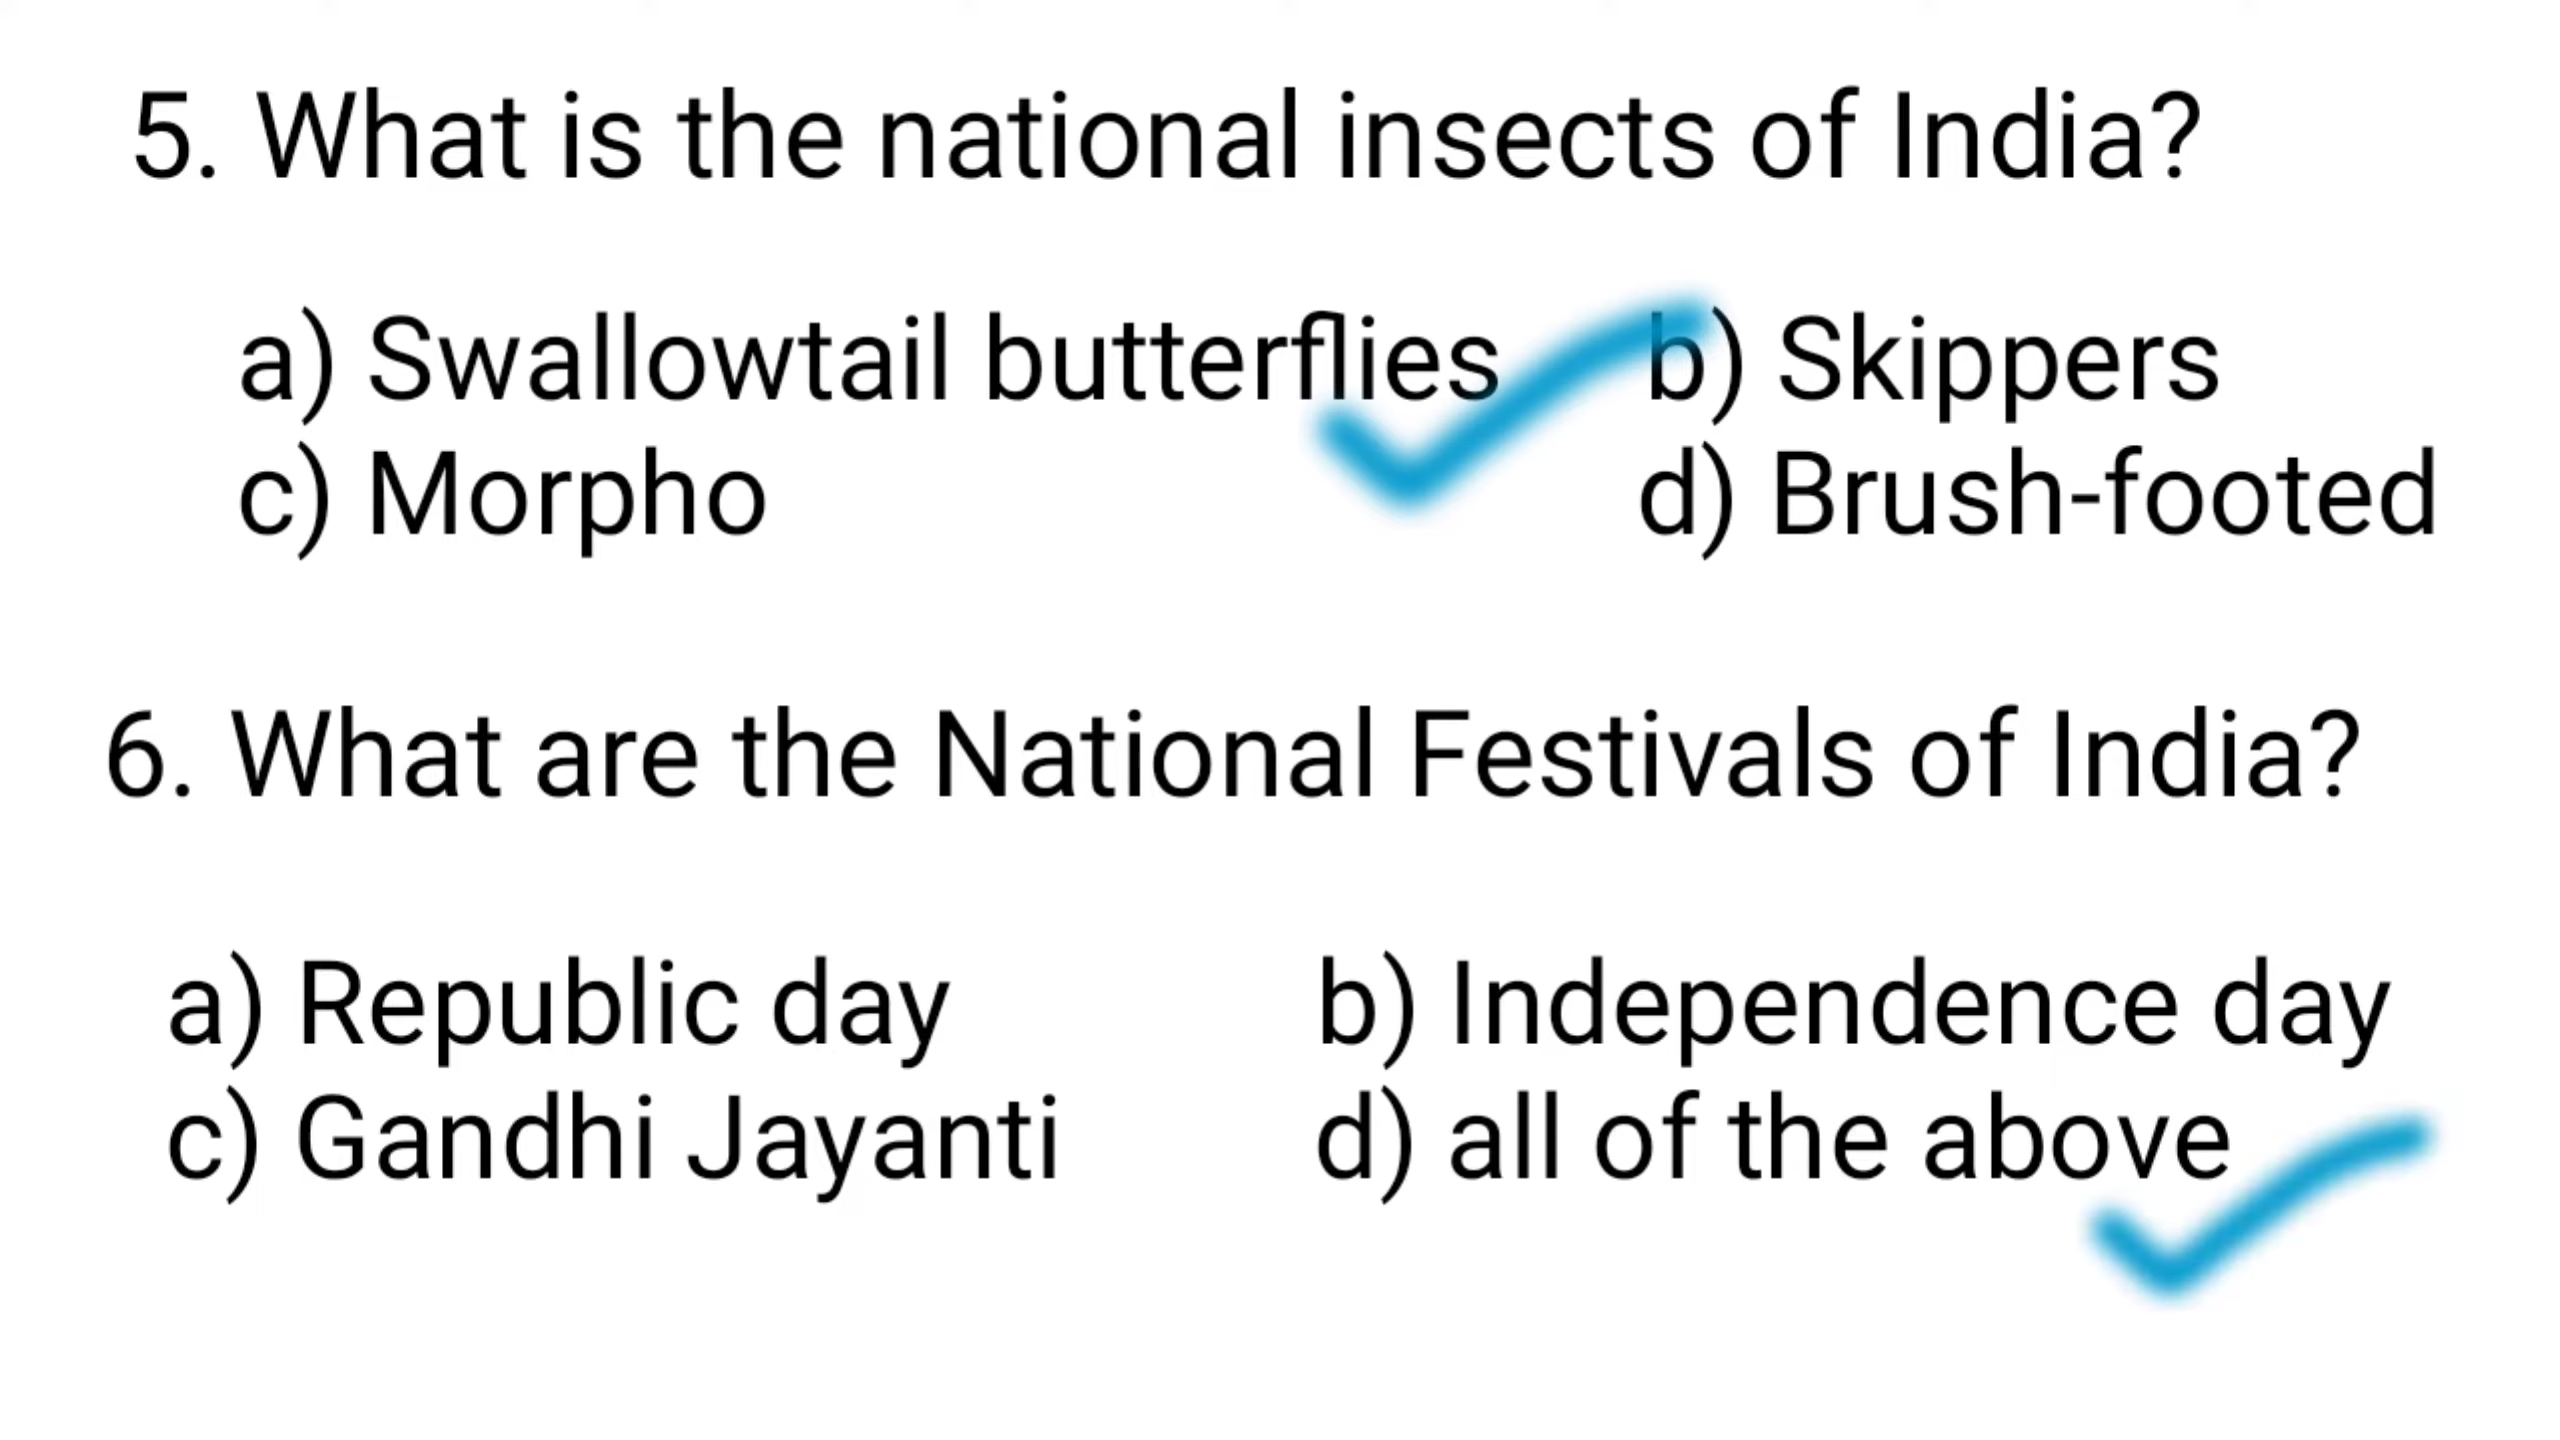 5. What is the national insects of India?
a) Swallowtail butterflies b) Skippers
c) Morpho d) Brush-footed
6. What are the National Festivals of India?
a) Republic day b) Independence day
c) Gandhi Jayanti d) all of the above